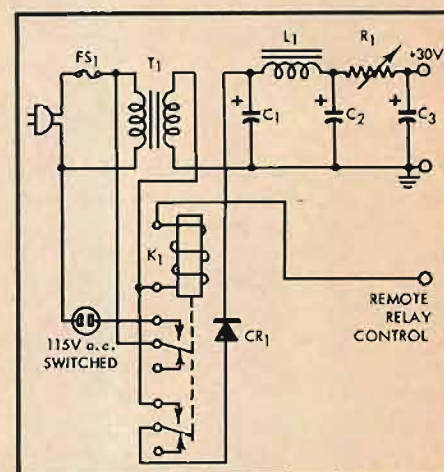 FS1
T1
L1
R1
+30V
C1
C2
C3
K1
CR1
115V a.c.
SWITCHED
REMOTE
RELAY
CONTROL